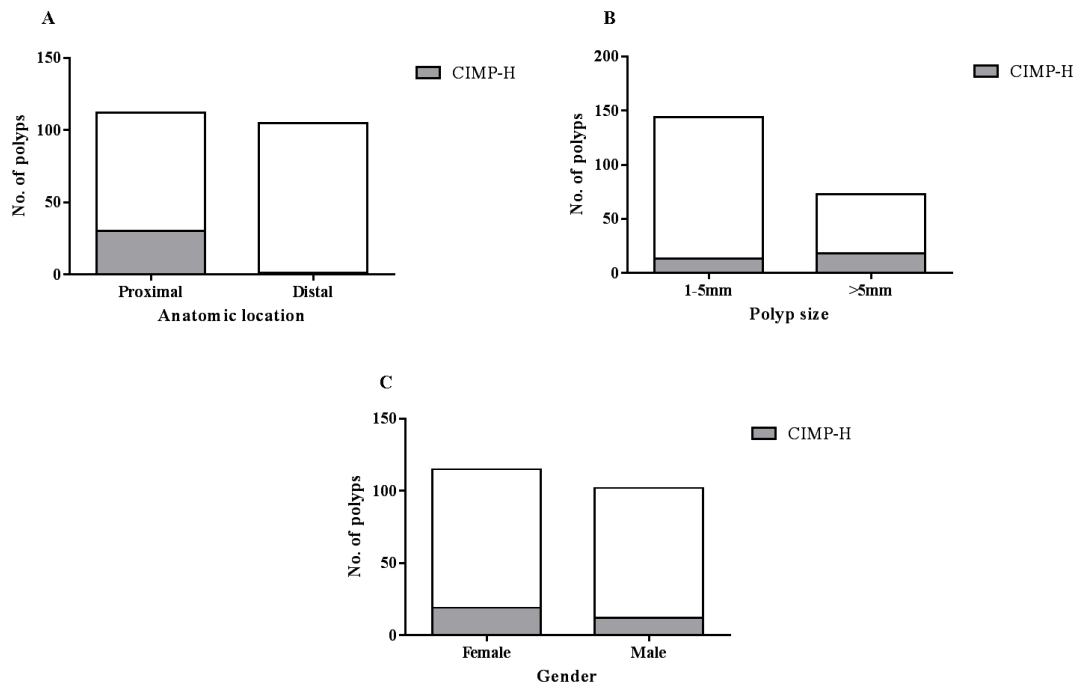 A
150
100
50
0
No. of polyps
Proximal
Distal
Anatomic location
CIMP-H
B
200
150
100
50
0
No. of polyps
1-5mm
>5mm
Polyp size
CIMP-H
C
150
100
50
0
No. of polyps
Female
Male
Gender
CIMP-H